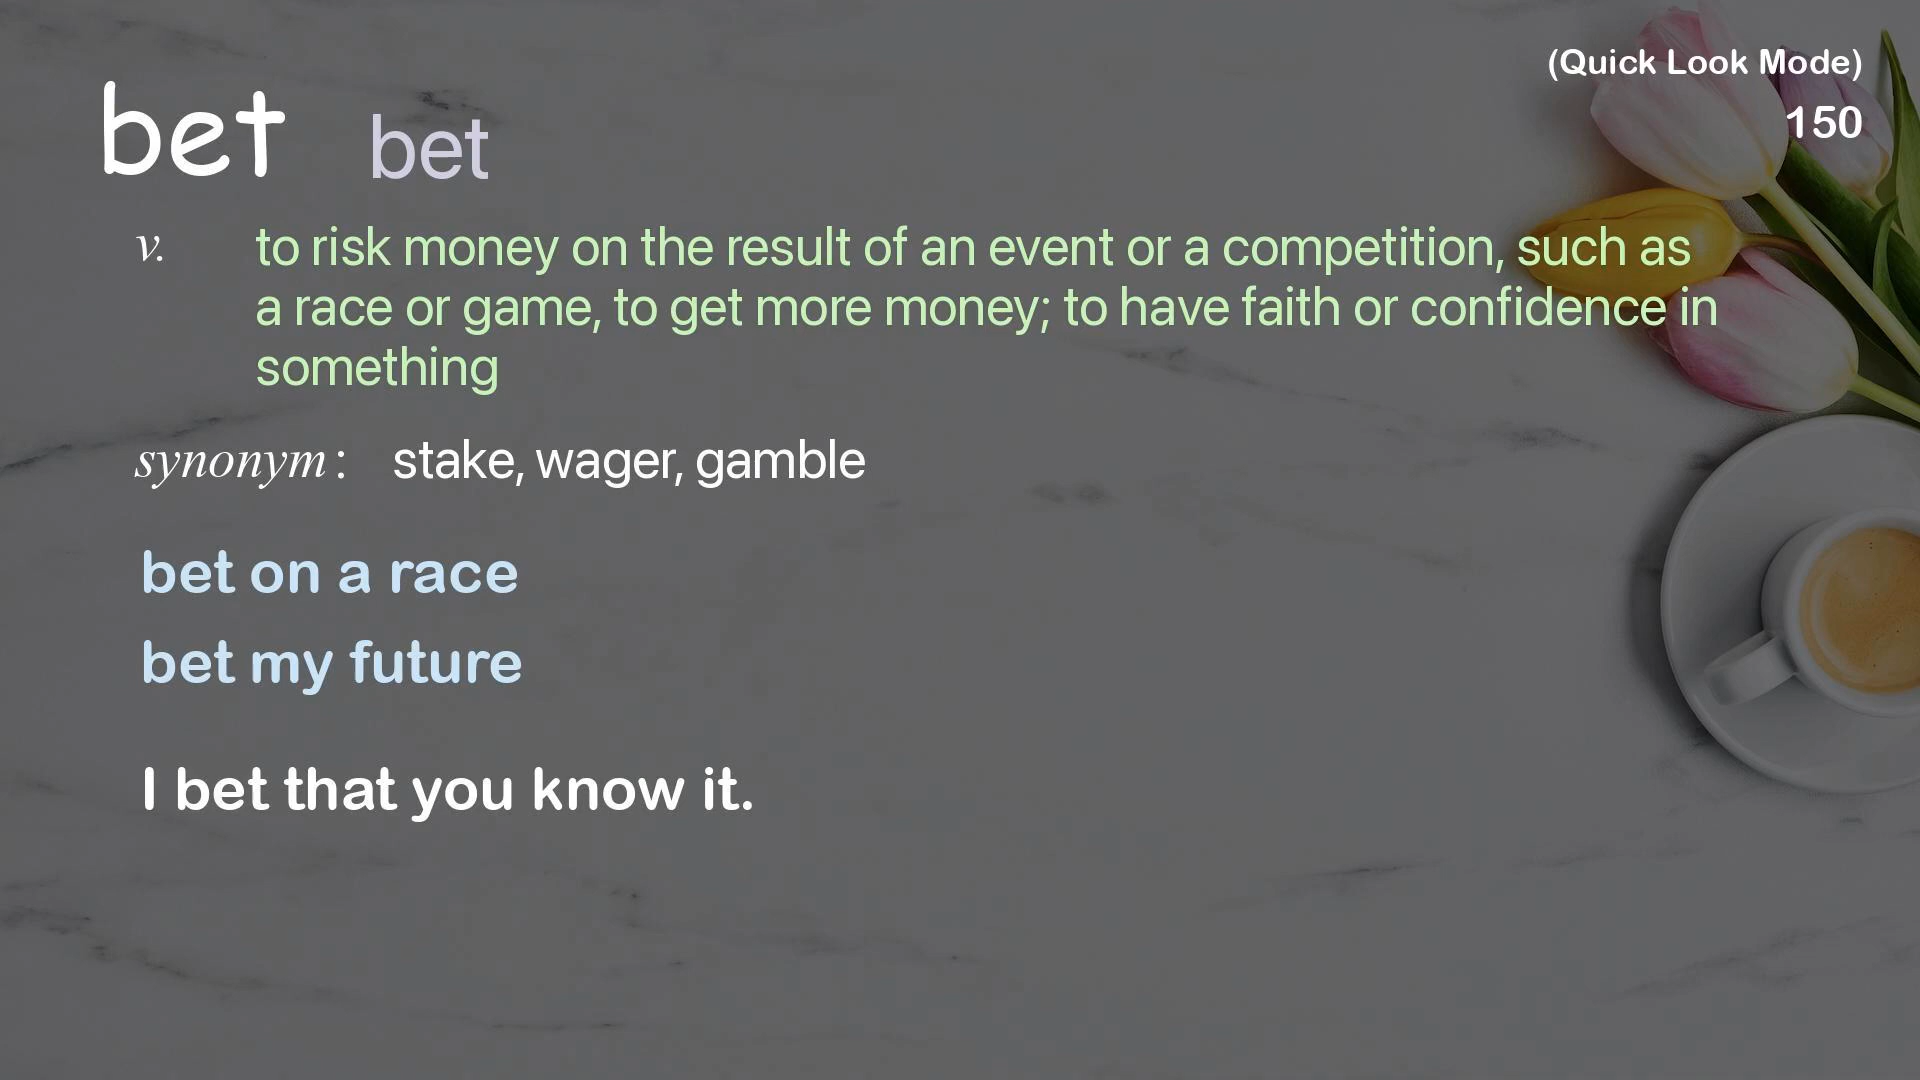 (Quick Look Mode)
150
bet bet
v. to risk money on the result of an event or a competition, such as
a race or game, to get more money; to have faith or confidence in
something
synonym: stake, wager, gamble
bet on a race
bet my future
I bet that you know it.